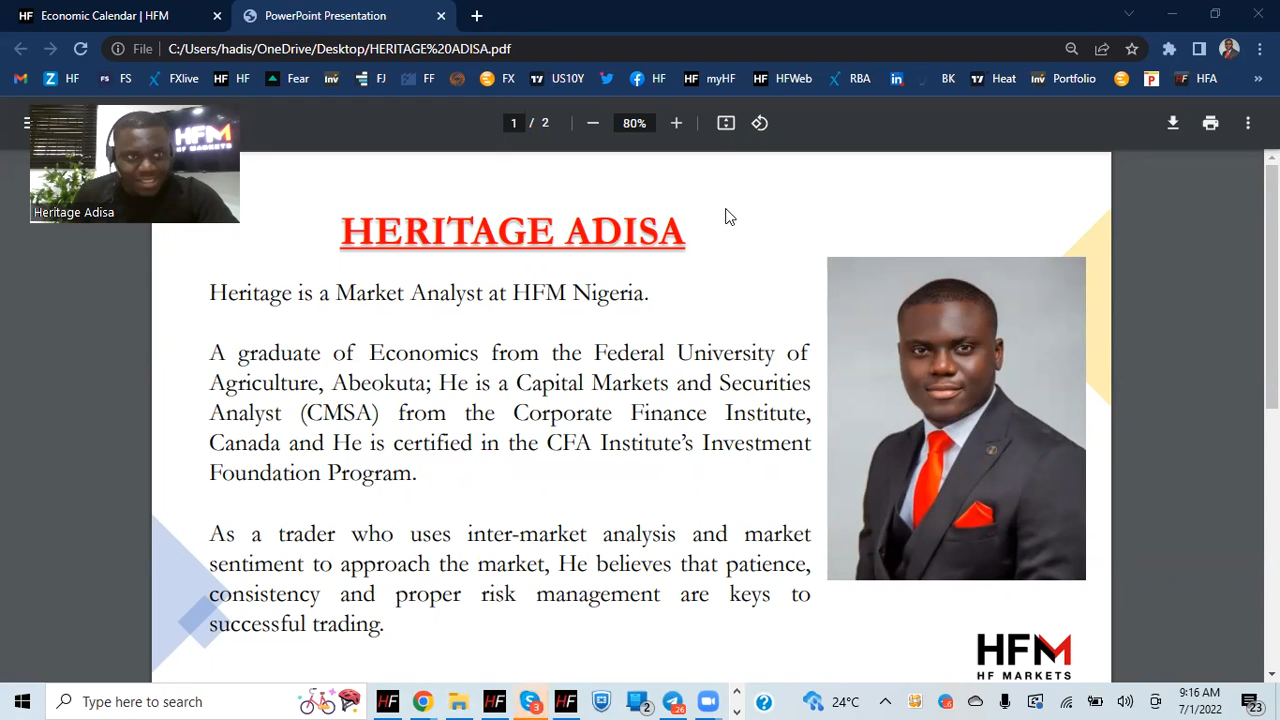 HF Economic Calendar | HFM
PowerPoint Presentation
File
C:/Users/hadis/OneDrive/Desktop/HERITAGE%20ADISA.pdf
HF FS FXlive HF Fear FJ FF FX US10Y HF myHF HFWeb RBA BK Heat Portfolio HFA
1 / 2
80%
HFM
HF MARKETS
Heritage Adisa
HERITAGE ADISA
Heritage is a Market Analyst at HFM Nigeria.
A graduate of Economics from the Federal University of
Agriculture, Abeokuta; He is a Capital Markets and Securities
Analyst (CMSA) from the Corporate Finance Institute,
Canada and He is certified in the CFA Institute’s Investment
Foundation Program.
As a trader who uses inter-market analysis and market
sentiment to approach the market, He believes that patience,
consistency and proper risk management are keys to
successful trading.
HFM
HF MARKETS
Type here to search
24°C
9:16 AM
7/1/2022
23